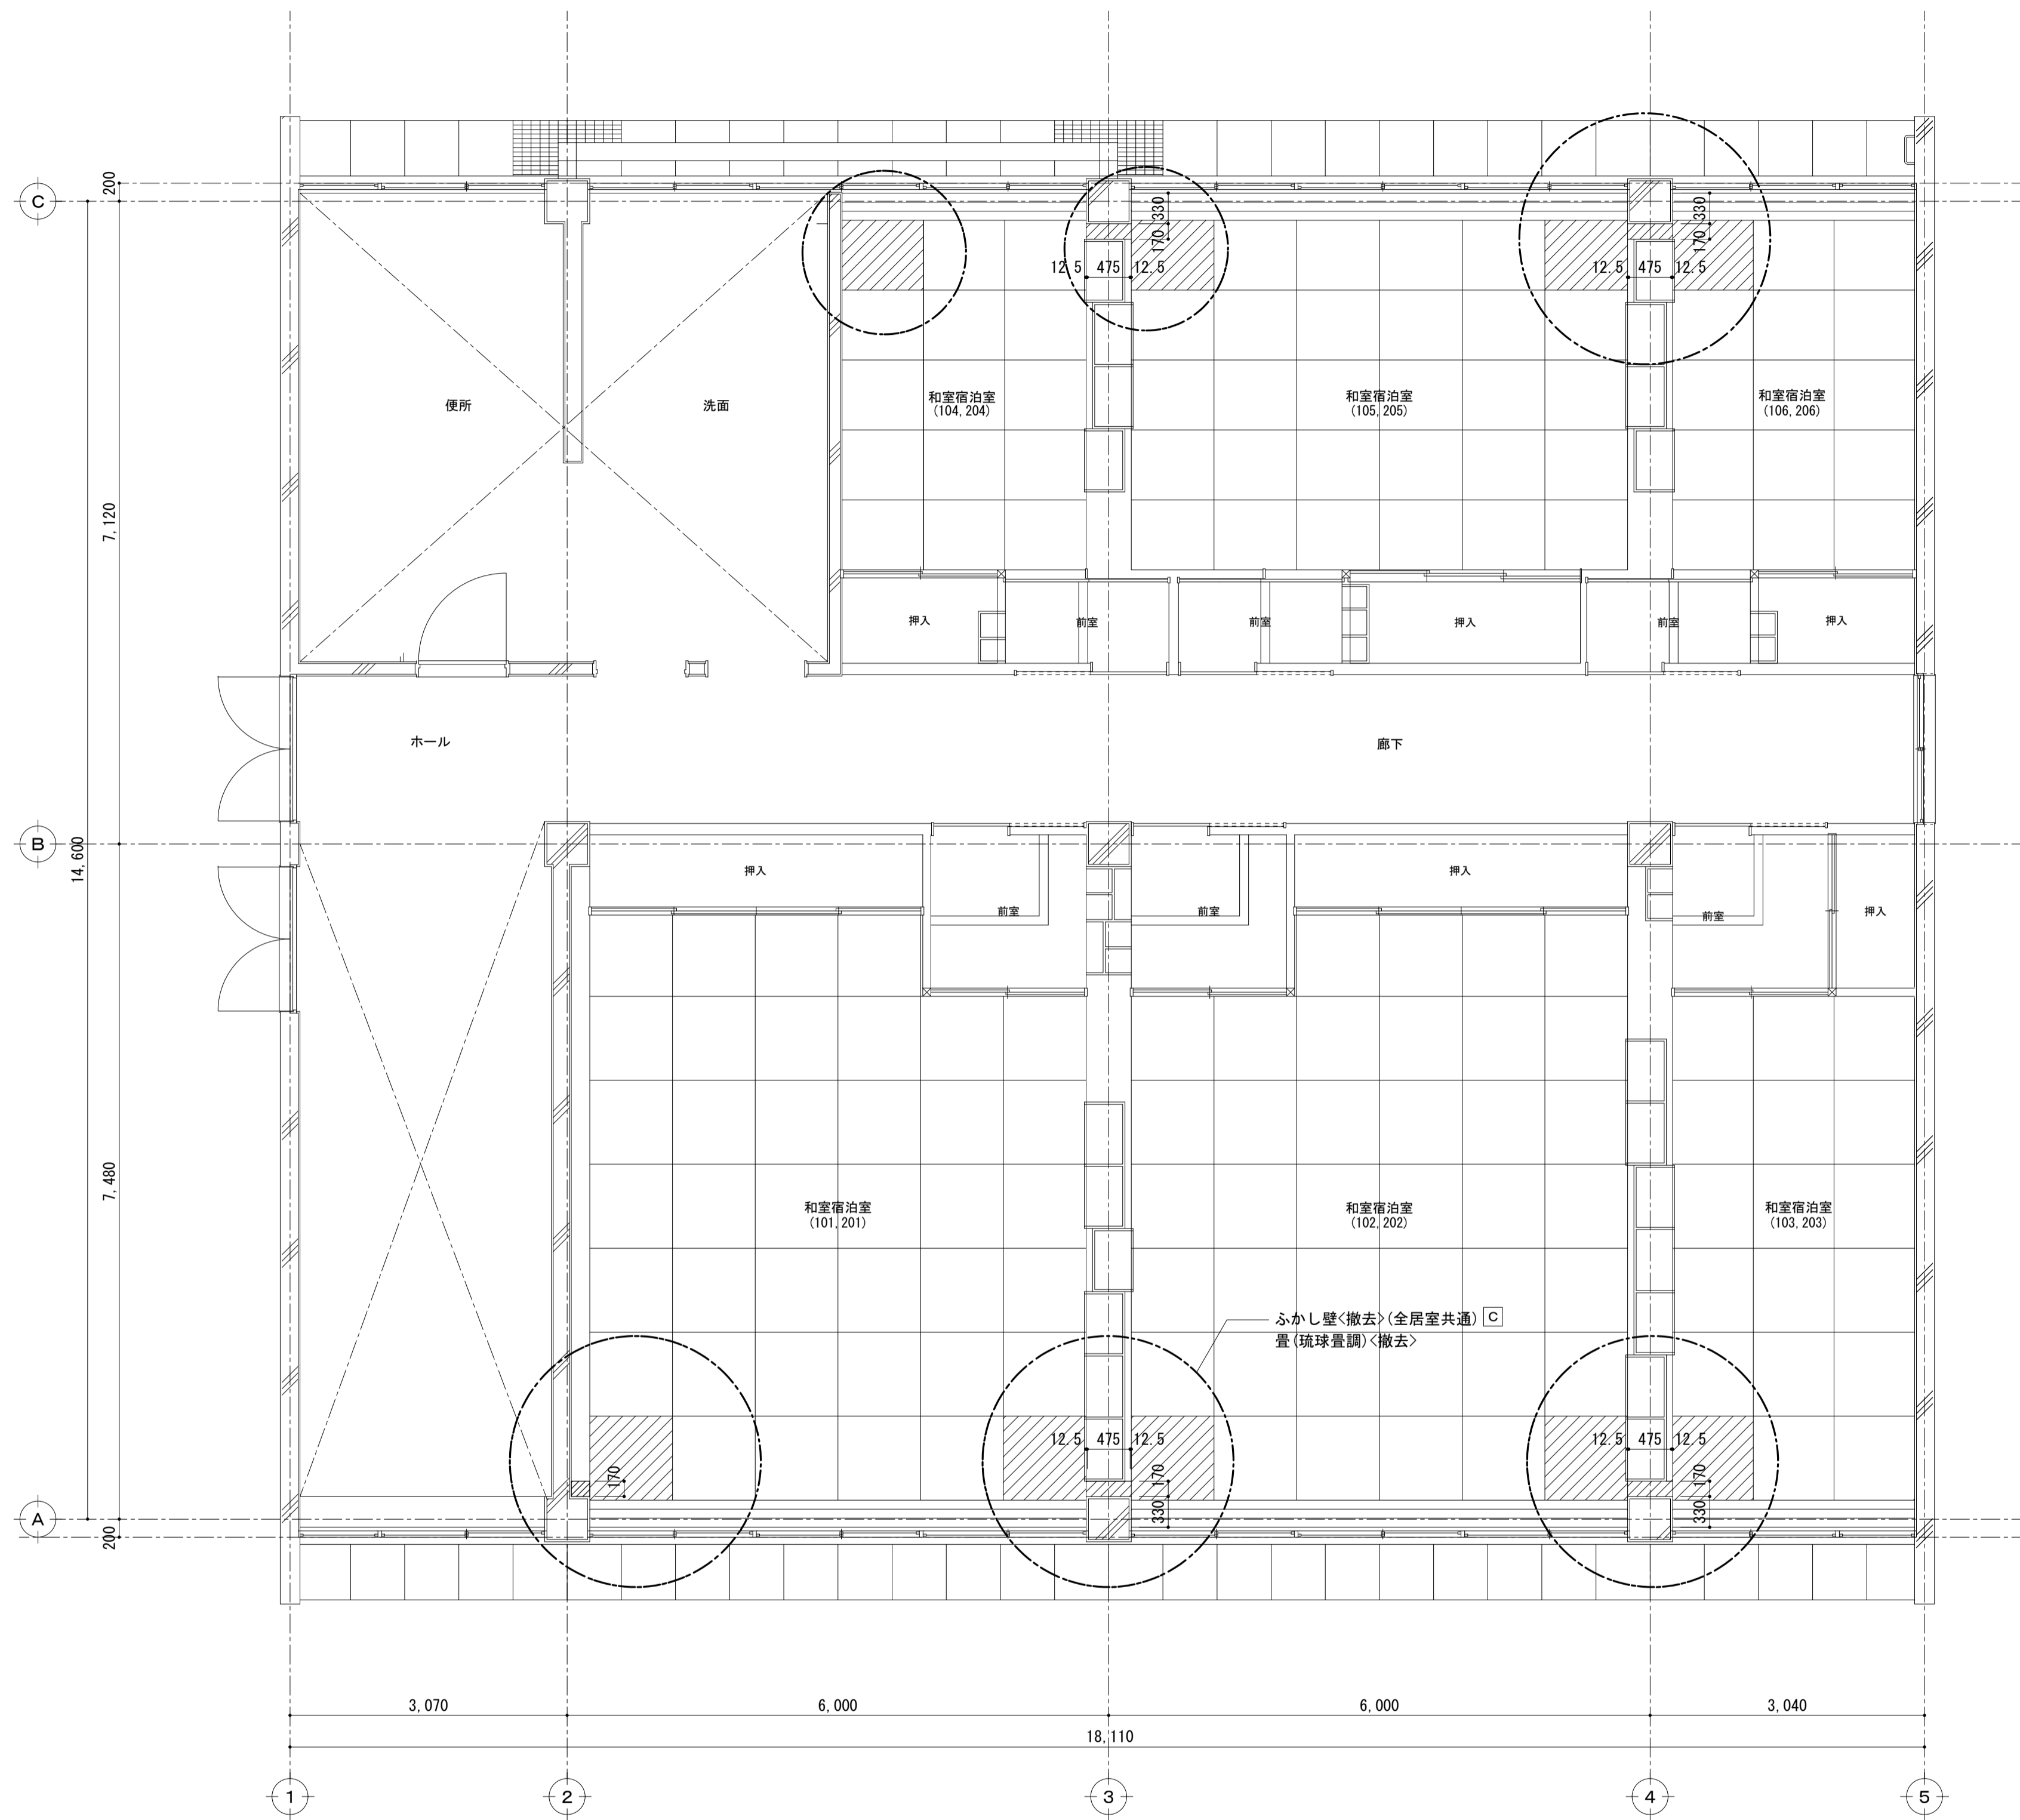 200
C
330
330
170
170
12.5 475 12.5
12.5 475 12.5
便所
洗面
和室宿泊室
(104,204)
和室宿泊室
(105,205)
和室宿泊室
(106,206)
7,120
押入
前室
前室
押入
前室
押入
ホール
廊下
B
14,600
押入
前室
前室
押入
前室
押入
7,480
和室宿泊室
(101,201)
和室宿泊室
(102,202)
和室宿泊室
(103,203)
ふかし壁<撤去>(全居室共通) C
畳(琉球畳調)<撤去>
12.5 475 12.5
12.5 475 12.5
170
170
170
330
330
A
200
3,070
6,000
6,000
3,040
18,110
1
2
3
4
5